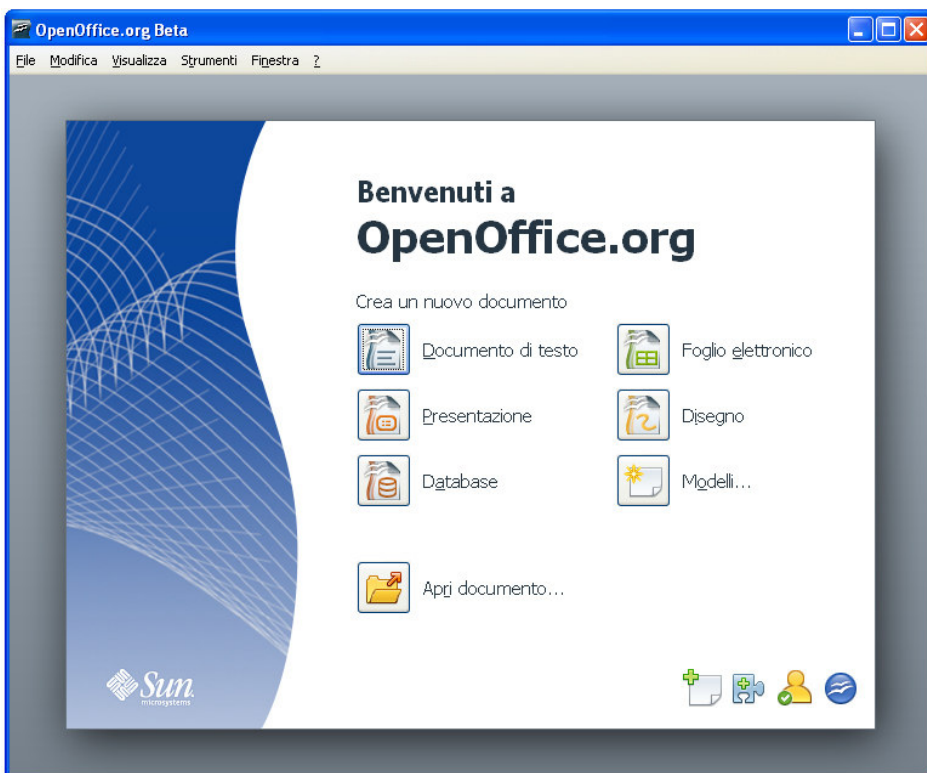 OpenOffice.org Beta
File Modifica Visualizza Strumenti Finestra ?
Benvenuti a
OpenOffice.org
Crea un nuovo documento
Documento di testo
Foglio elettronico
Presentazione
Disegno
Database
Modelli...
Apri documento...
Sun
microsystems